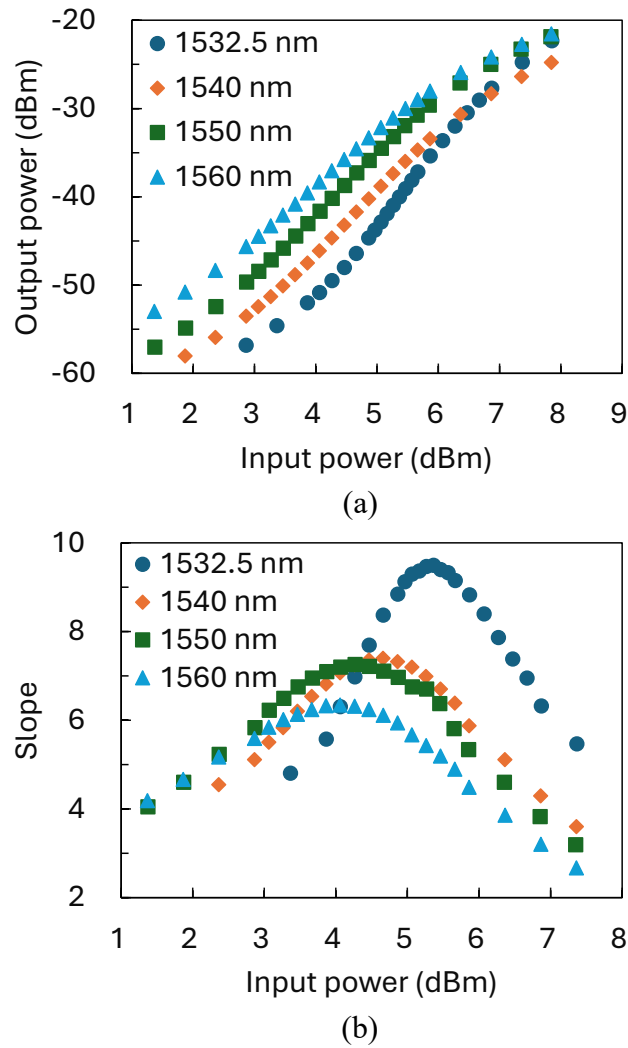 -20
-30
-40
-50
-60
Output power (dBm)
1532.5 nm
1540 nm
1550 nm
1560 nm
1 2 3 4 5 6 7 8 9
Input power (dBm)
(a)
10
8
6
4
2
Slope
1532.5 nm
1540 nm
1550 nm
1560 nm
1 2 3 4 5 6 7 8
Input power (dBm)
(b)